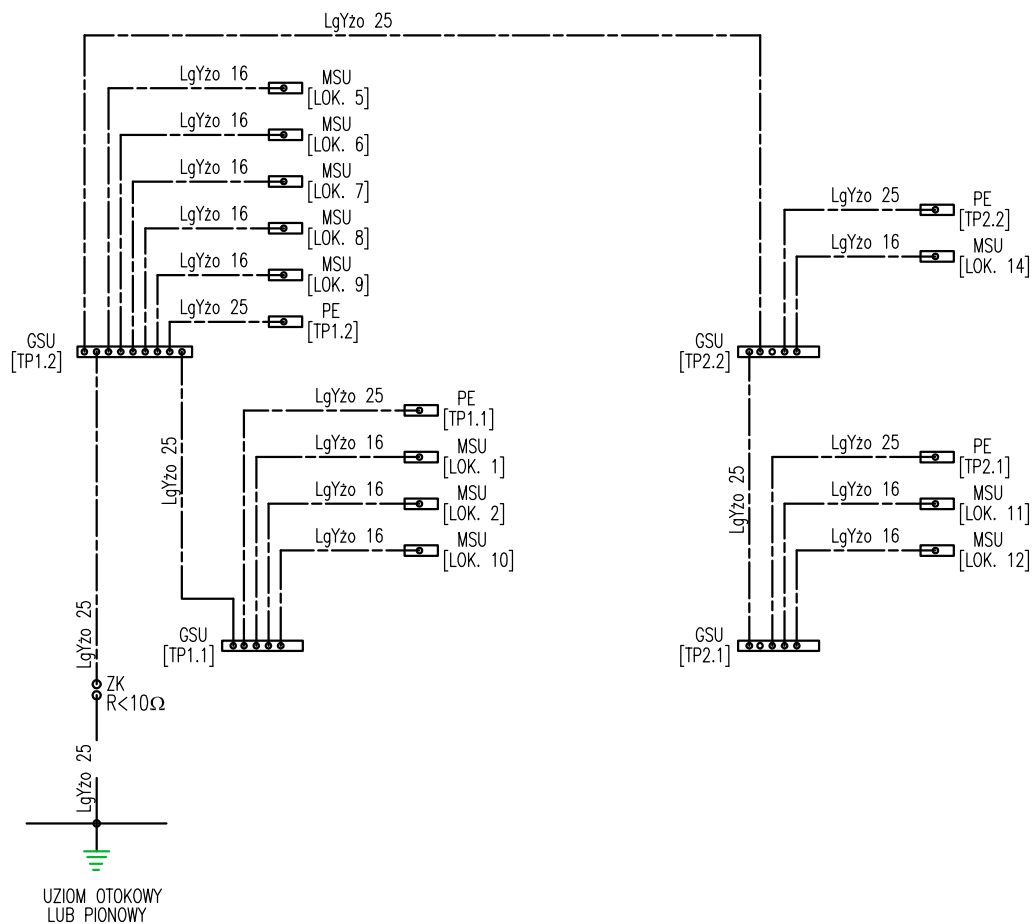 LgYżo 25
LgYżo 16
MSU
[LOK. 5]
LgYżo 16
MSU
[LOK. 6]
LgYżo 16
MSU
[LOK. 7]
LgYżo 16
MSU
[LOK. 8]
LgYżo 16
MSU
[LOK. 9]
LgYżo 25
PE
[TP1.2]
GSU
[TP1.2]
LgYżo 25
PE
[TP2.2]
LgYżo 16
MSU
[LOK. 14]
GSU
[TP2.2]
LgYżo 25
LgYżo 25
PE
[TP1.1]
LgYżo 16
MSU
[LOK. 1]
LgYżo 16
MSU
[LOK. 2]
LgYżo 16
MSU
[LOK. 10]
GSU
[TP1.1]
LgYżo 25
LgYżo 25
PE
[TP2.1]
LgYżo 16
MSU
[LOK. 11]
LgYżo 16
MSU
[LOK. 12]
GSU
[TP2.1]
LgYżo 25
ZK
R<10Ω
LgYżo 25
UZIOM OTOKOWY
LUB PIONOWY